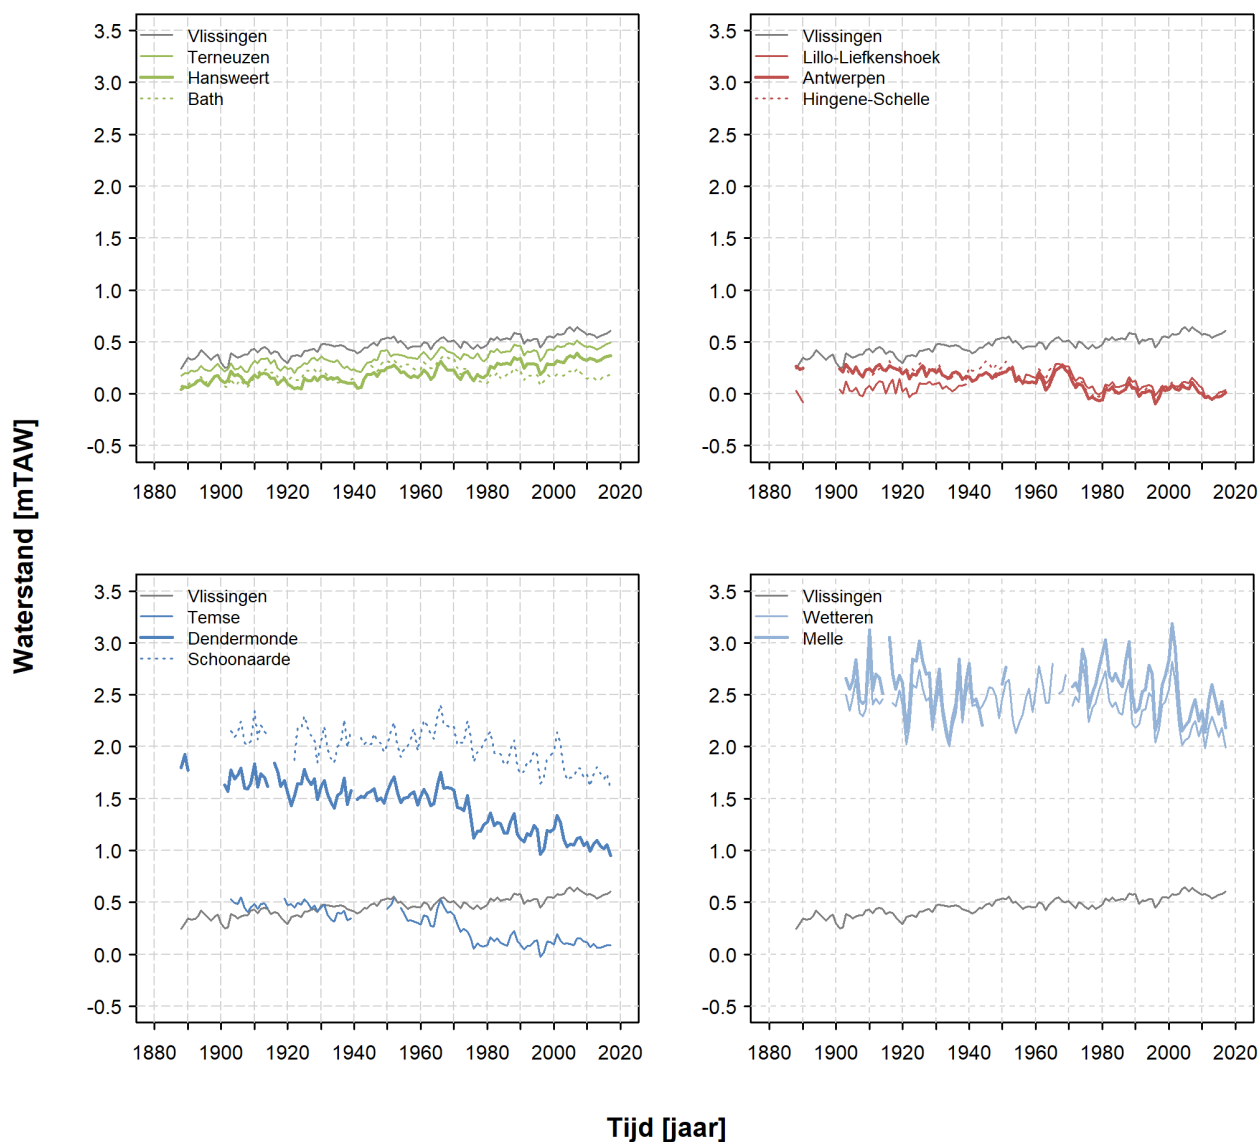 Waterstand [mTAW]
3.5
3.0
2.5
2.0
1.5
1.0
0.5
0.0
-0.5
Vlissingen
Terneuzen
Hansweert
Bath
1880 1900 1920 1940 1960 1980 2000 2020
3.5
3.0
2.5
2.0
1.5
1.0
0.5
0.0
-0.5
Vlissingen
Lillo-Liefkenshoek
Antwerpen
Hingene-Schelle
1880 1900 1920 1940 1960 1980 2000 2020
3.5
3.0
2.5
2.0
1.5
1.0
0.5
0.0
-0.5
Vlissingen
Temse
Dendermonde
Schoonaarde
1880 1900 1920 1940 1960 1980 2000 2020
3.5
3.0
2.5
2.0
1.5
1.0
0.5
0.0
-0.5
Vlissingen
Wetteren
Melle
1880 1900 1920 1940 1960 1980 2000 2020
Tijd [jaar]